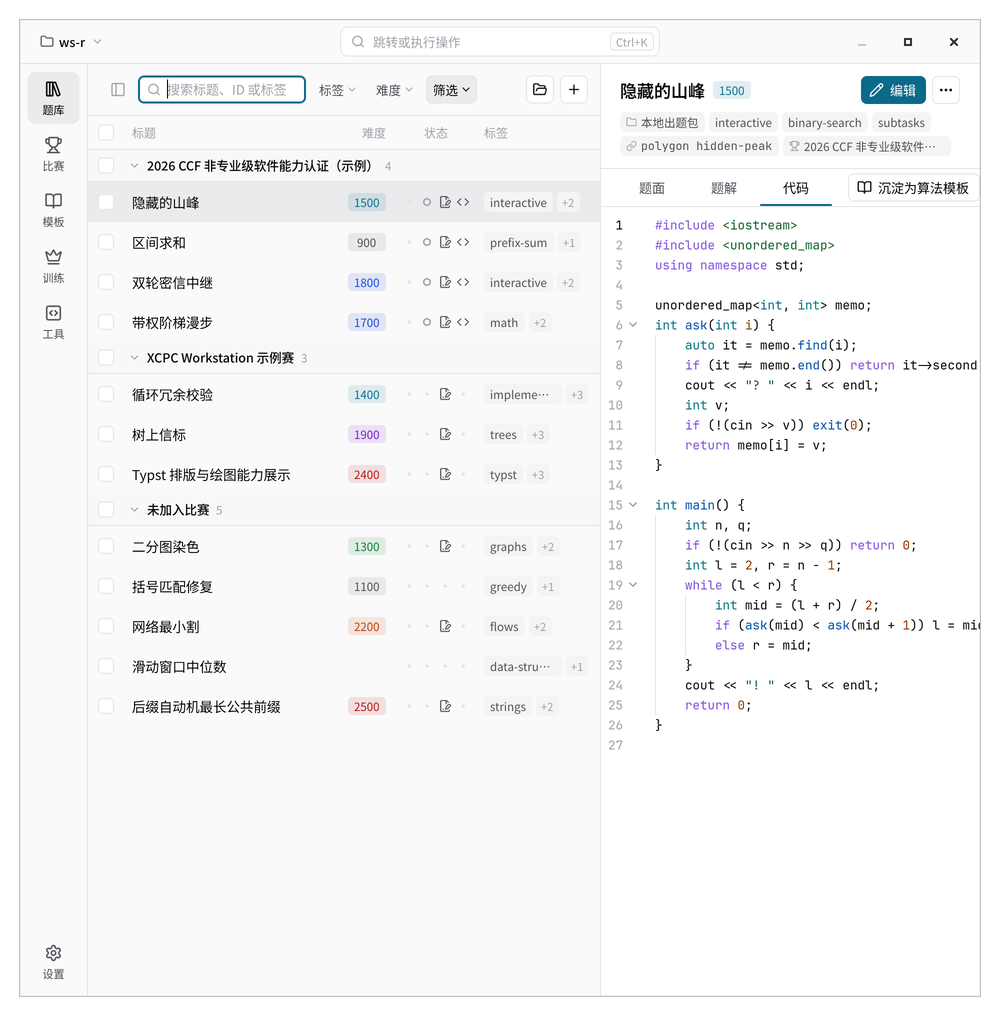 ws-r
跳转或执行操作 Ctrl+K
题库
比赛
模板
训练
工具
设置
搜索标题、ID 或标签 标签 难度 筛选
标题 难度 状态 标签
2026 CCF 非专业级软件能力认证（示例） 4
隐藏的山峰 1500 interactive +2
区间求和 900 prefix-sum +1
双轮密信中继 1800 interactive +2
带权阶梯漫步 1700 math +2
XCPC Workstation 示例赛 3
循环冗余校验 1400 impleme··· +3
树上信标 1900 trees +3
Typst 排版与绘图能力展示 2400 typst +3
未加入比赛 5
二分图染色 1300 graphs +2
括号匹配修复 1100 greedy +1
网络最小割 2200 flows +2
滑动窗口中位数 data-stru··· +1
后缀自动机最长公共前缀 2500 strings +2
隐藏的山峰 1500 编辑
本地出题包 interactive binary-search subtasks
polygon hidden-peak 2026 CCF 非专业级软件···
题面 题解 代码 沉淀为算法模板
1 #include <iostream>
2 #include <unordered_map>
3 using namespace std;
4
5 unordered_map<int, int> memo;
6 int ask(int i) {
7 auto it = memo.find(i);
8 if (it != memo.end()) return it->second
9 cout << "? " << i << endl;
10 int v;
11 if (!(cin >> v)) exit(0);
12 return memo[i] = v;
13 }
14
15 int main() {
16 int n, q;
17 if (!(cin >> n >> q)) return 0;
18 int l = 2, r = n - 1;
19 while (l < r) {
20 int mid = (l + r) / 2;
21 if (ask(mid) < ask(mid + 1)) l = mid
22 else r = mid;
23 }
24 cout << "! " << l << endl;
25 return 0;
26 }
27